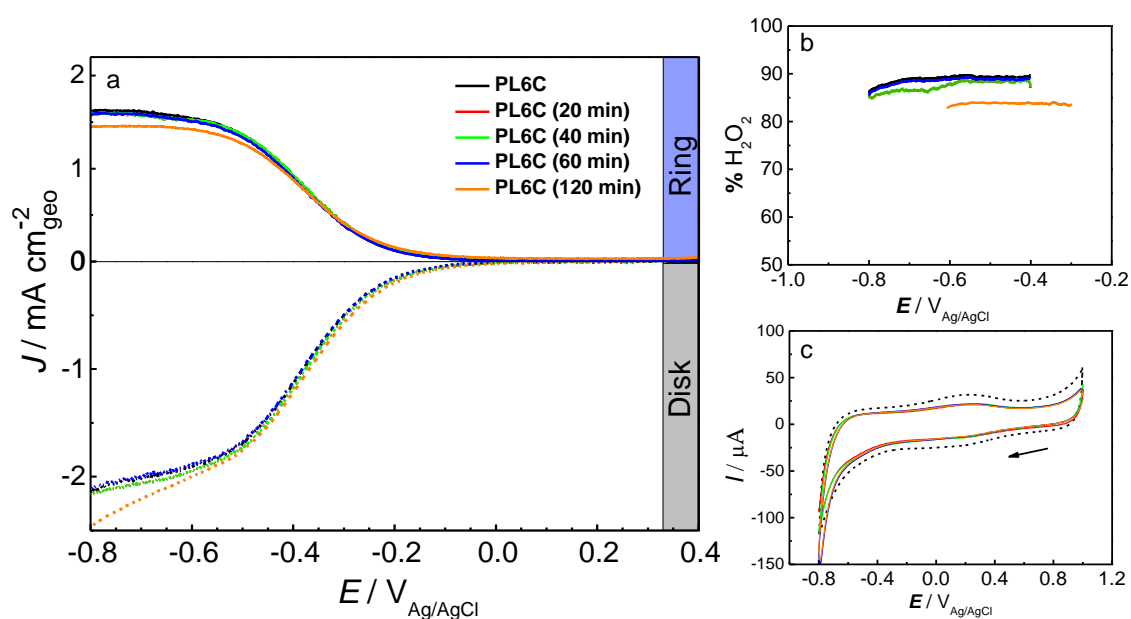 a
PL6C
PL6C (20 min)
PL6C (40 min)
PL6C (60 min)
PL6C (120 min)
Ring
Disk
2
1
0
-1
-2
J / mA cm⁻²geo
-0.8 -0.6 -0.4 -0.2 0.0 0.2 0.4
E / V Ag/AgCl
b
100
90
80
70
60
50
% H₂O₂
-1.0 -0.8 -0.6 -0.4 -0.2
E / V Ag/AgCl
c
100
50
0
-50
-100
-150
I / µA
-0.8 -0.4 0.0 0.4 0.8 1.2
E / V Ag/AgCl